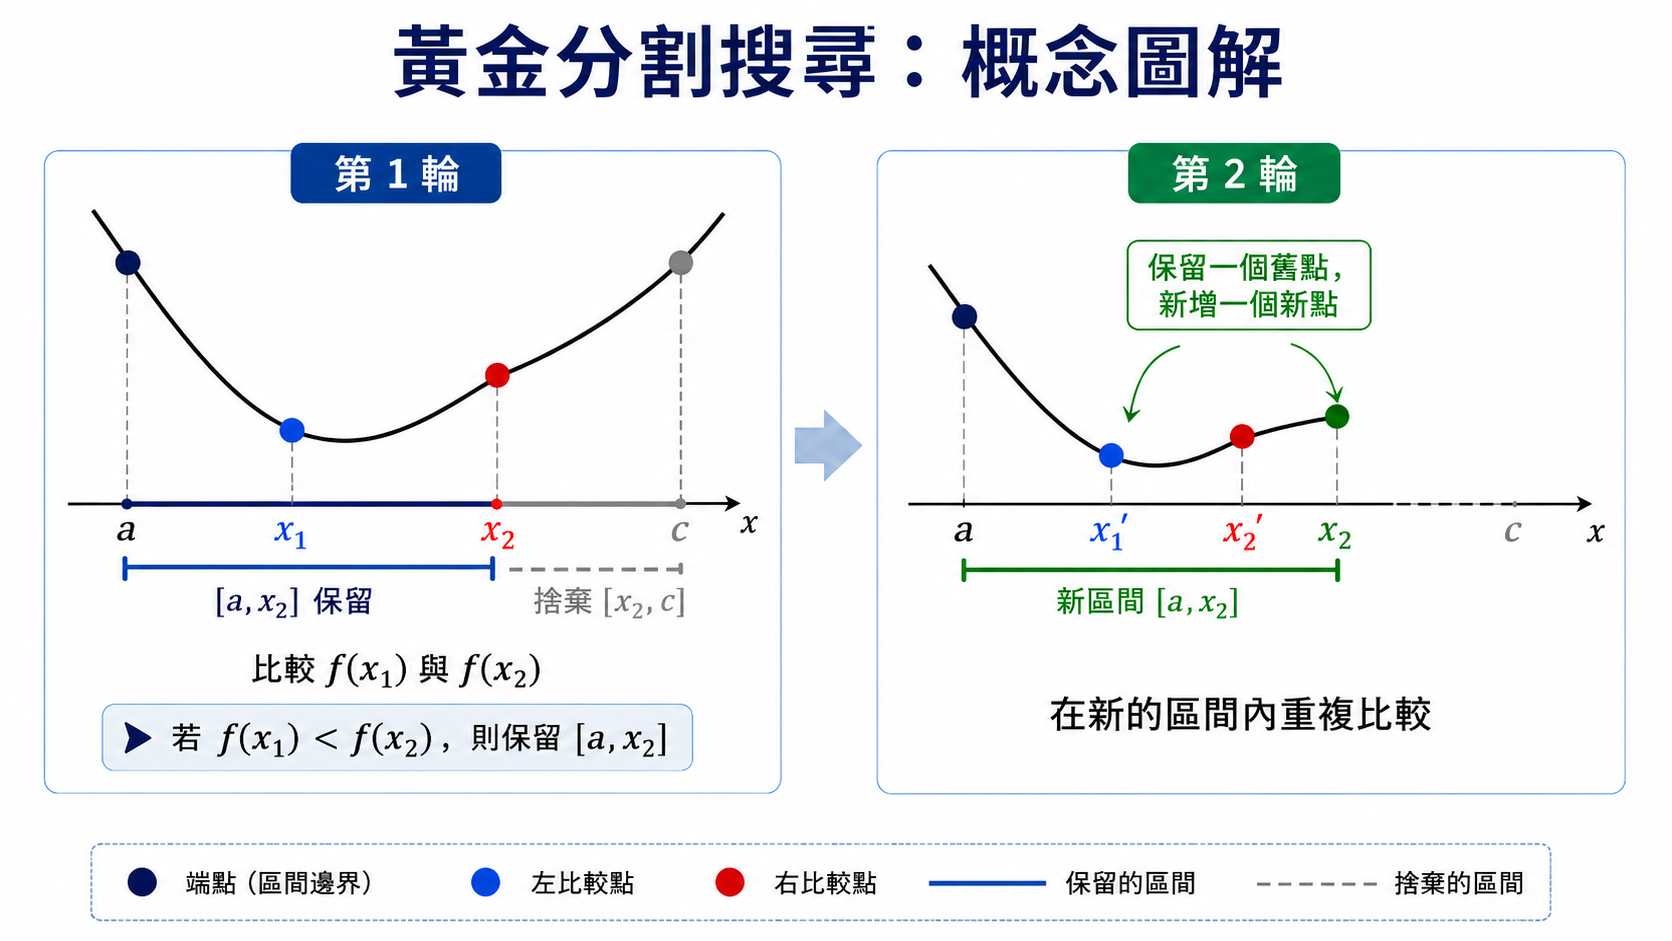 黃金分割搜尋：概念圖解
第 1 輪
a
x₁
x₂
c
x
[a, x₂] 保留
捨棄 [x₂, c]
比較 f(x₁) 與 f(x₂)
➤ 若 f(x₁) < f(x₂)，則保留 [a, x₂]
第 2 輪
保留一個舊點，
新增一個新點
a
x₁′
x₂′
x₂
c
x
新區間 [a, x₂]
在新的區間內重複比較
端點（區間邊界）
左比較點
右比較點
保留的區間
捨棄的區間